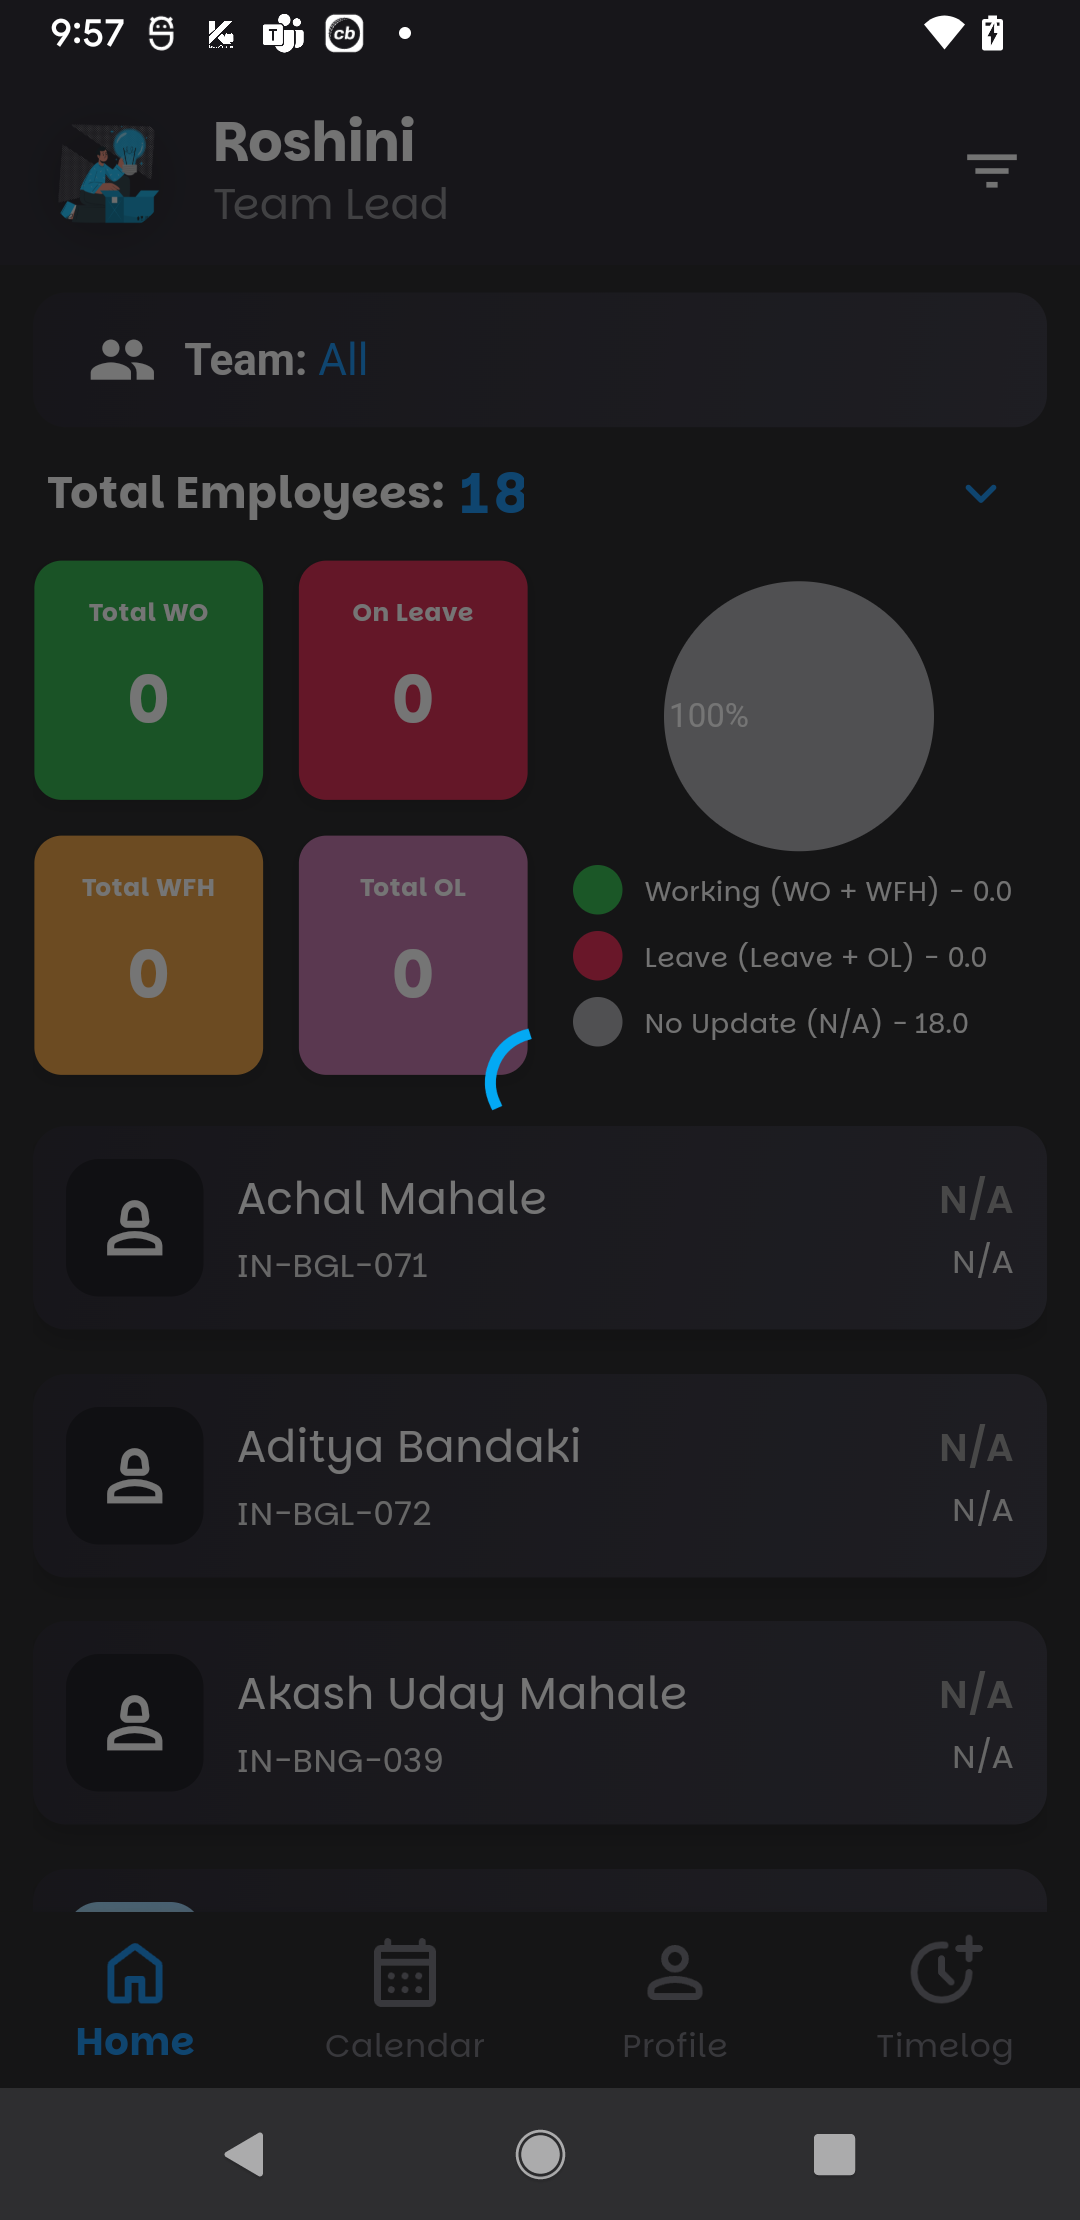 9:57
T
cb
Roshini
Team Lead
Team: All
Total Employees: 18
Total WO
On Leave
0
0
100%
Total WFH
Total OL
0
0
Working (WO + WFH) - 0.0
Leave (Leave + OL) - 0.0
No Update (N/A) - 18.0
Achal Mahale
N/A
IN-BGL-071
N/A
Aditya Bandaki
N/A
IN-BGL-072
N/A
Akash Uday Mahale
N/A
IN-BNG-039
N/A
Home
Calendar
Profile
Timelog